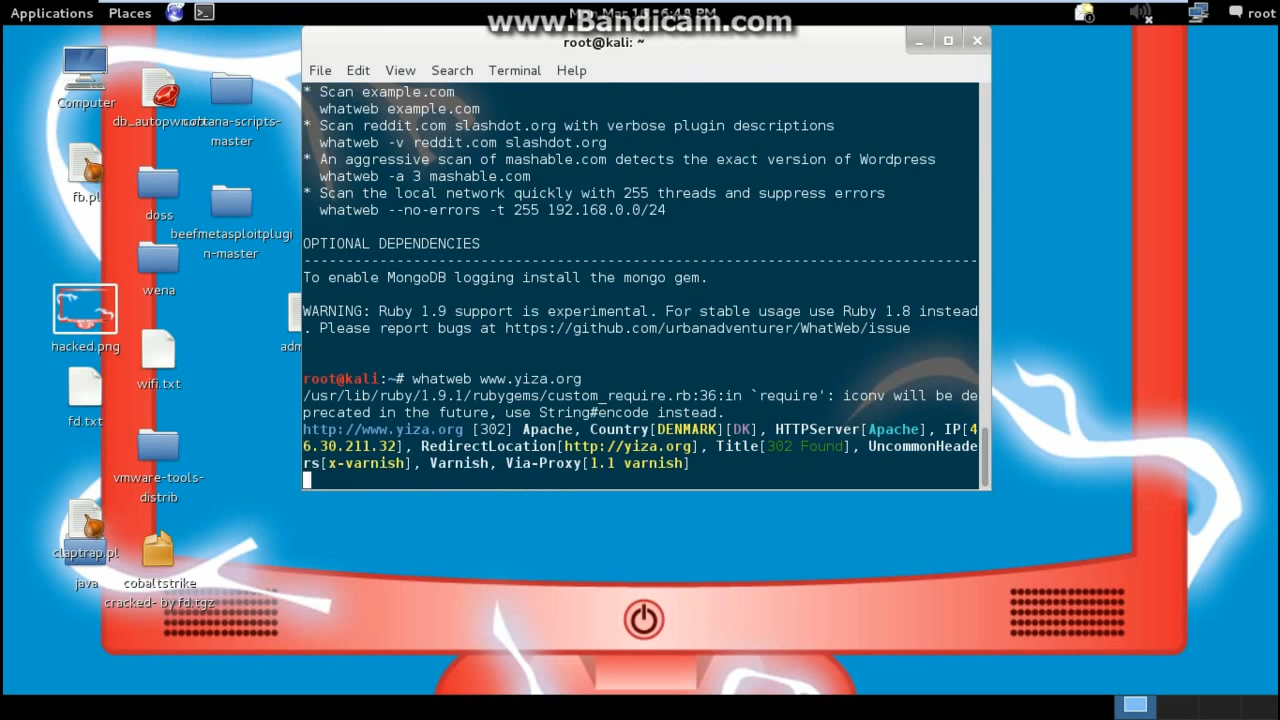 Applications Places
root
www.Bandicam.com
root@kali: ~
File Edit View Search Terminal Help
* Scan example.com
whatweb example.com
* Scan reddit.com slashdot.org with verbose plugin descriptions
whatweb -v reddit.com slashdot.org
* An aggressive scan of mashable.com detects the exact version of Wordpress
whatweb -a 3 mashable.com
* Scan the local network quickly with 255 threads and suppress errors
whatweb --no-errors -t 255 192.168.0.0/24
OPTIONAL DEPENDENCIES
--------------------------------------------------------------------------------
To enable MongoDB logging install the mongo gem.
WARNING: Ruby 1.9 support is experimental. For stable usage use Ruby 1.8 instead
. Please report bugs at https://github.com/urbanadventurer/WhatWeb/issue
root@kali:~# whatweb www.yiza.org
/usr/lib/ruby/1.9.1/rubygems/custom_require.rb:36:in `require': iconv will be de
precated in the future, use String#encode instead.
http://www.yiza.org [302] Apache, Country[DENMARK][DK], HTTPServer[Apache], IP[4
6.30.211.32], RedirectLocation[http://yiza.org], Title[302 Found], UncommonHeade
rs[x-varnish], Varnish, Via-Proxy[1.1 varnish]
Computer
fb.pl
hacked.png
fd.txt
claptrap.pl
java
doss
wena
wifi.txt
vmware-tools-
distrib
cobaltstrike
cracked- by fd.tgz
master
beefmetasploitplugi
n-master